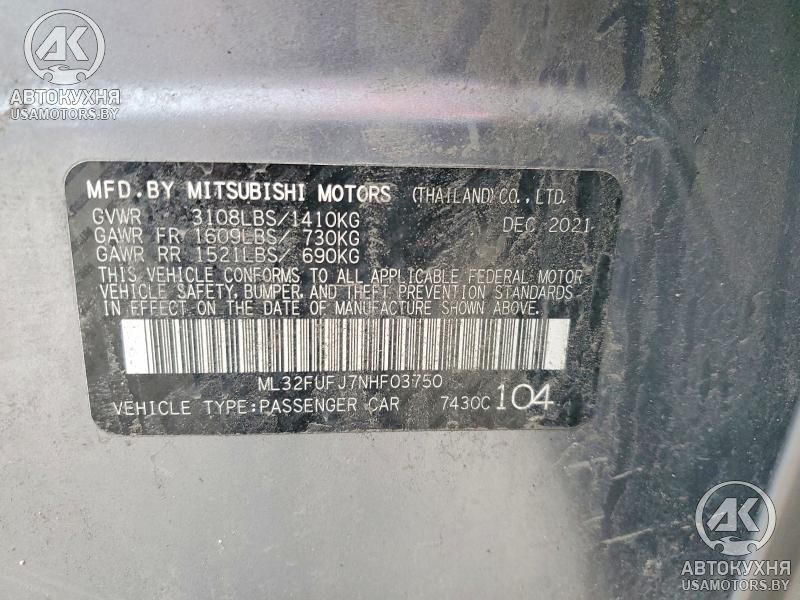 AK
АВТОКУХНЯ
USAMOTORS.BY
MFD.BY MITSUBISHI MOTORS (THAILAND)CO.,LTD.
GVWR 3108LBS/1410KG DEC 2021
GAWR FR 1609LBS/ 730KG
GAWR RR 1521LBS/ 690KG
THIS VEHICLE CONFORMS TO ALL APPLICABLE FEDERAL MOTOR
VEHICLE SAFETY, BUMPER, AND THEFT PREVENTION STANDARDS
IN EFFECT ON THE DATE OF MANUFACTURE SHOWN ABOVE.
ML32FUFJ7NHF03750
VEHICLE TYPE:PASSENGER CAR 7430C 104
AK
АВТОКУХНЯ
USAMOTORS.BY